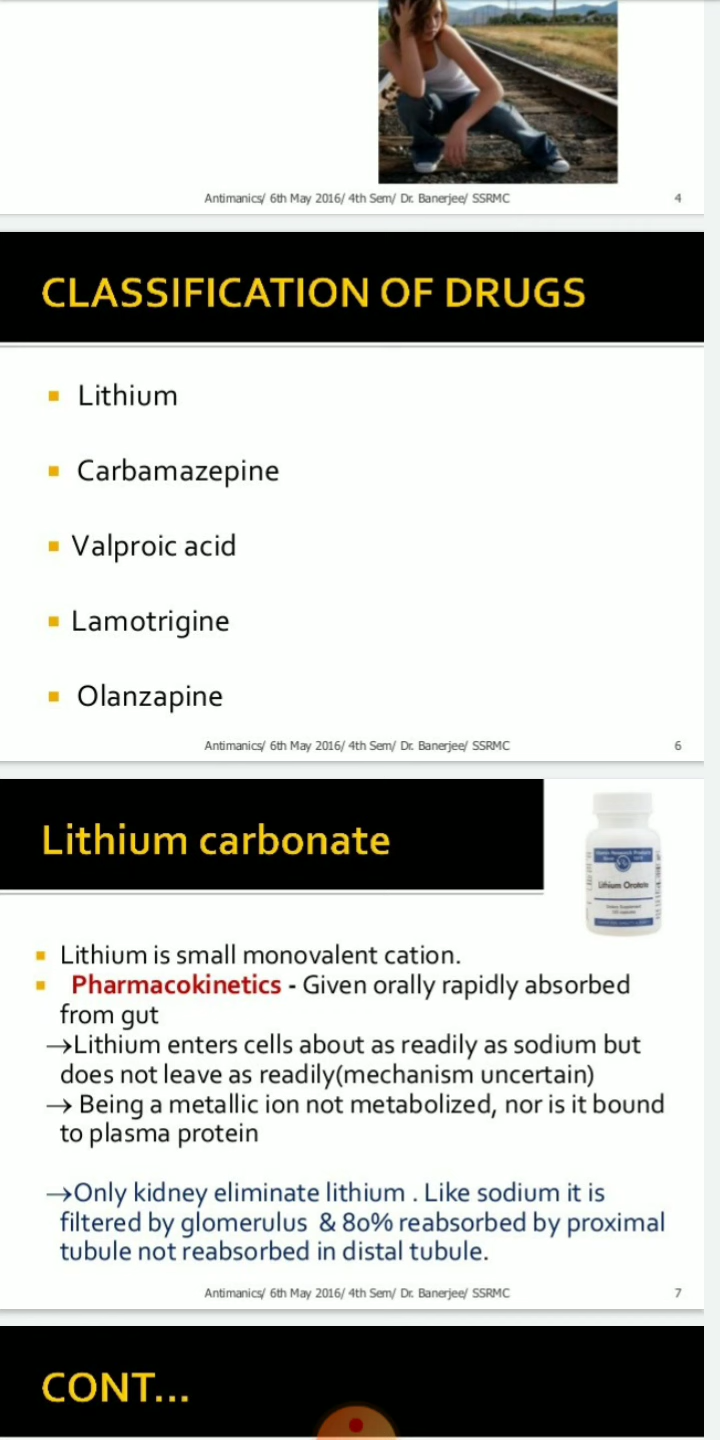 Antimanics/ 6th May 2016/ 4th Sem/ Dr. Banerjee/ SSRMC 4
CLASSIFICATION OF DRUGS
Lithium
Carbamazepine
Valproic acid
Lamotrigine
Olanzapine
Antimanics/ 6th May 2016/ 4th Sem/ Dr. Banerjee/ SSRMC 6
Lithium carbonate
Lithium Orotate
Lithium is small monovalent cation.
Pharmacokinetics - Given orally rapidly absorbed
from gut
→Lithium enters cells about as readily as sodium but
does not leave as readily(mechanism uncertain)
→ Being a metallic ion not metabolized, nor is it bound
to plasma protein
→Only kidney eliminate lithium . Like sodium it is
filtered by glomerulus & 80% reabsorbed by proximal
tubule not reabsorbed in distal tubule.
Antimanics/ 6th May 2016/ 4th Sem/ Dr. Banerjee/ SSRMC 7
CONT...